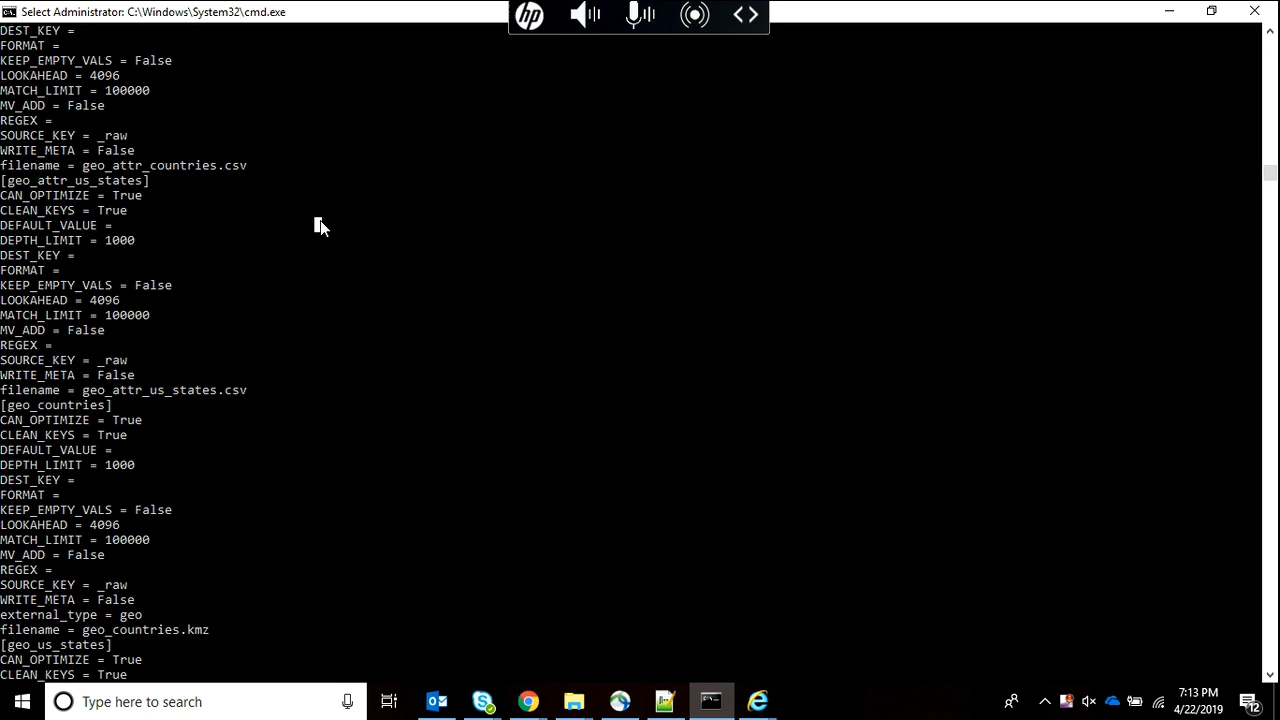 Select Administrator: C:\Windows\System32\cmd.exe
hp
DEST_KEY =
FORMAT =
KEEP_EMPTY_VALS = False
LOOKAHEAD = 4096
MATCH_LIMIT = 100000
MV_ADD = False
REGEX =
SOURCE_KEY = _raw
WRITE_META = False
filename = geo_attr_countries.csv
[geo_attr_us_states]
CAN_OPTIMIZE = True
CLEAN_KEYS = True
DEFAULT_VALUE =
DEPTH_LIMIT = 1000
DEST_KEY =
FORMAT =
KEEP_EMPTY_VALS = False
LOOKAHEAD = 4096
MATCH_LIMIT = 100000
MV_ADD = False
REGEX =
SOURCE_KEY = _raw
WRITE_META = False
filename = geo_attr_us_states.csv
[geo_countries]
CAN_OPTIMIZE = True
CLEAN_KEYS = True
DEFAULT_VALUE =
DEPTH_LIMIT = 1000
DEST_KEY =
FORMAT =
KEEP_EMPTY_VALS = False
LOOKAHEAD = 4096
MATCH_LIMIT = 100000
MV_ADD = False
REGEX =
SOURCE_KEY = _raw
WRITE_META = False
external_type = geo
filename = geo_countries.kmz
[geo_us_states]
CAN_OPTIMIZE = True
CLEAN_KEYS = True
Type here to search
7:13 PM
4/22/2019
12